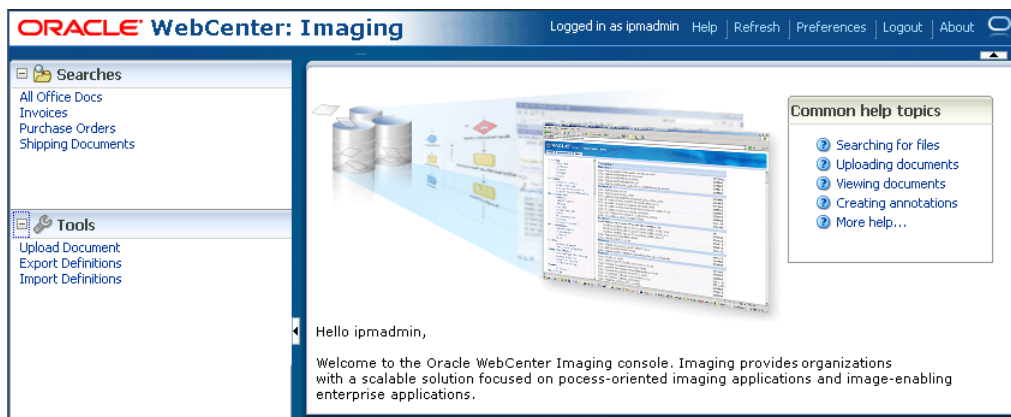 ORACLE WebCenter: Imaging
Logged in as ipmadmin Help Refresh Preferences Logout About
Searches
All Office Docs
Invoices
Purchase Orders
Shipping Documents
Tools
Upload Document
Export Definitions
Import Definitions
ORACLE
Common help topics
Searching for files
Uploading documents
Viewing documents
Creating annotations
More help...
Hello ipmadmin,
Welcome to the Oracle WebCenter Imaging console. Imaging provides organizations
with a scalable solution focused on pocess-oriented imaging applications and image-enabling
enterprise applications.